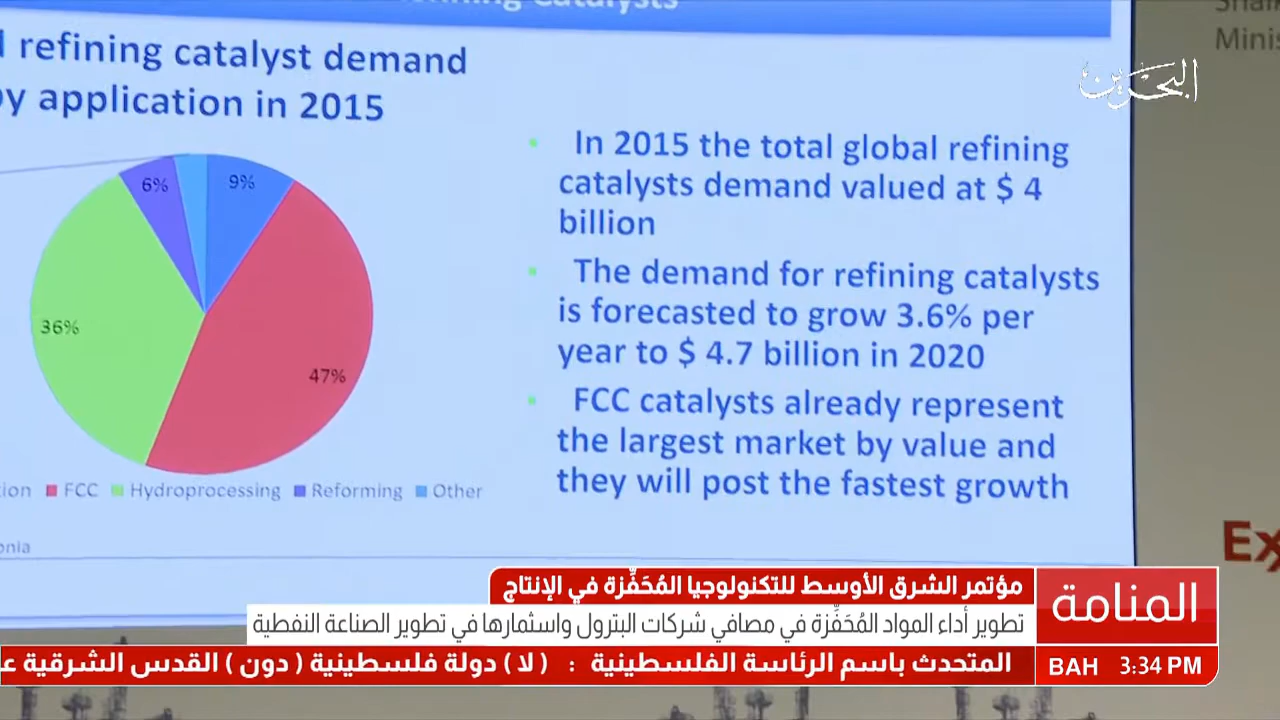 Refining Catalysts
refining catalyst demand
by application in 2015
6%
9%
36%
47%
FCC Hydroprocessing Reforming Other
In 2015 the total global refining
catalysts demand valued at $ 4
billion
The demand for refining catalysts
is forecasted to grow 3.6% per
year to $ 4.7 billion in 2020
FCC catalysts already represent
the largest market by value and
they will post the fastest growth
البحرين
مؤتمر الشرق الأوسط للتكنولوجيا المُحَفِّزة في الإنتاج
تطوير أداء المواد المُحَفِّزة في مصافي شركات البترول واسثمارها في تطوير الصناعة النفطية
المنامة
المتحدث باسم الرئاسة الفلسطينية : ( لا ) دولة فلسطينية ( دون ) القدس الشرقية
BAH 3:34 PM